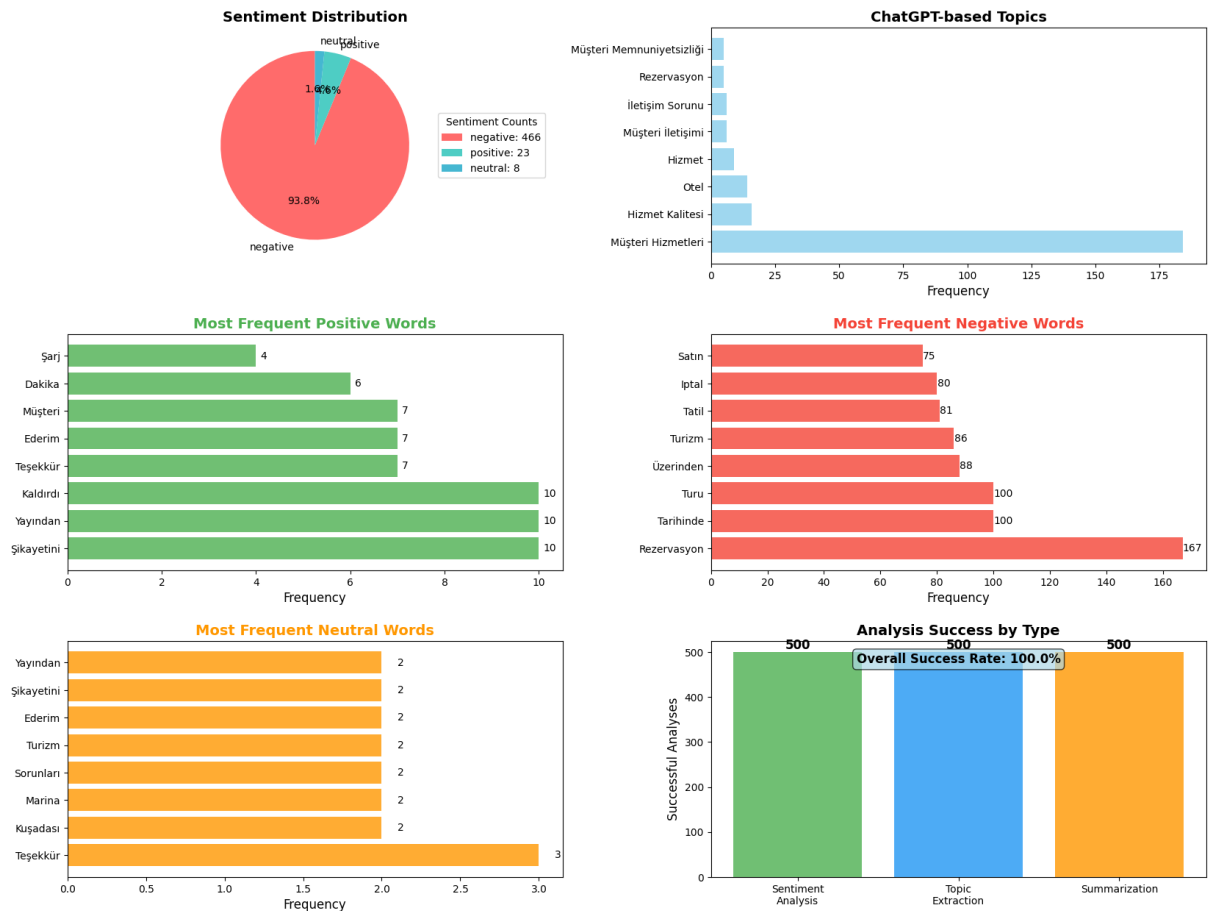 Sentiment Distribution
neutral
positive
1.6%
4.6%
93.8%
negative
Sentiment Counts
negative: 466
positive: 23
neutral: 8
ChatGPT-based Topics
Müşteri Memnuniyetsizliği
Rezervasyon
İletişim Sorunu
Müşteri İletişimi
Hizmet
Otel
Hizmet Kalitesi
Müşteri Hizmetleri
0 25 50 75 100 125 150 175
Frequency
Most Frequent Positive Words
Şarj 4
Dakika 6
Müşteri 7
Ederim 7
Teşekkür 7
Kaldırdı 10
Yayından 10
Şikayetini 10
0 2 4 6 8 10
Frequency
Most Frequent Negative Words
Satın 75
Iptal 80
Tatil 81
Turizm 86
Üzerinden 88
Turu 100
Tarihinde 100
Rezervasyon 167
0 20 40 60 80 100 120 140 160
Frequency
Most Frequent Neutral Words
Yayından 2
Şikayetini 2
Ederim 2
Turizm 2
Sorunları 2
Marina 2
Kuşadası 2
Teşekkür 3
0.0 0.5 1.0 1.5 2.0 2.5 3.0
Frequency
Analysis Success by Type
500 500 500
Overall Success Rate: 100.0%
Successful Analyses
500
400
300
200
100
0
Sentiment
Analysis
Topic
Extraction
Summarization